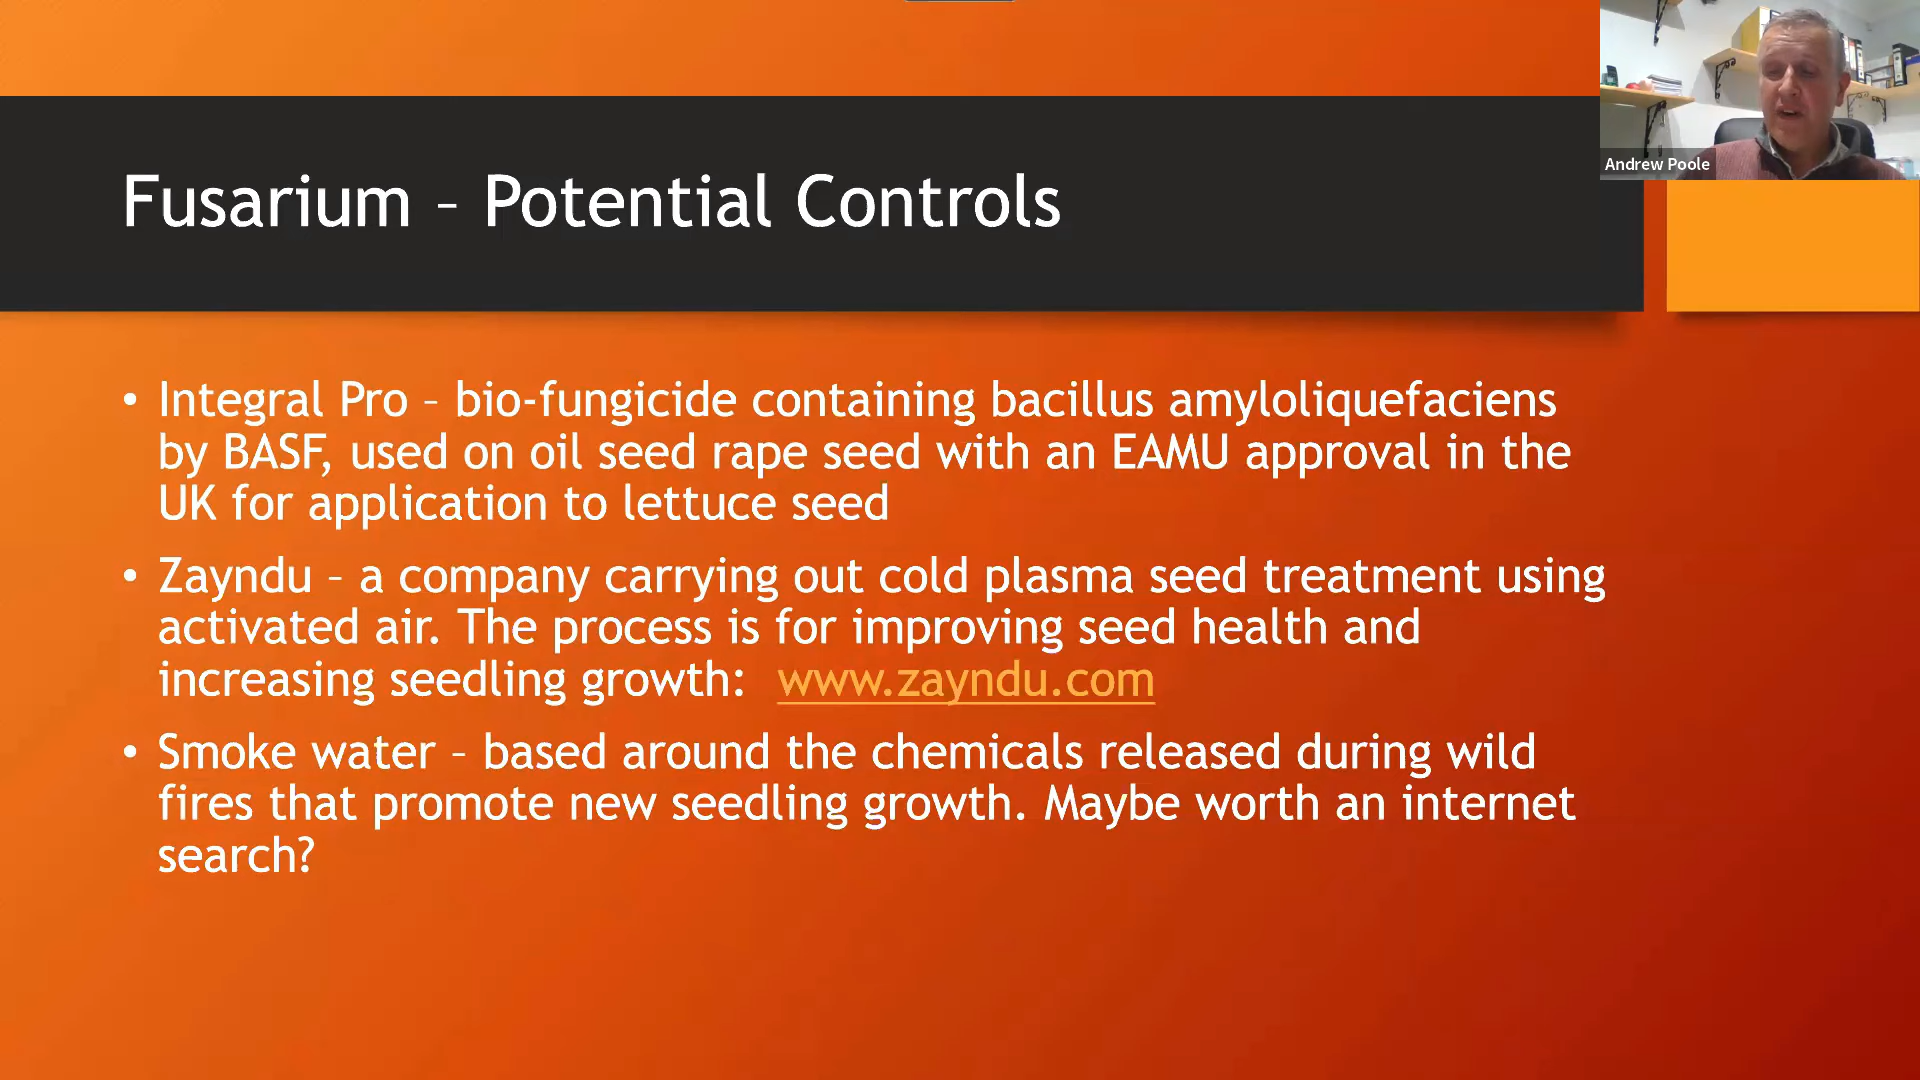 Andrew Poole
Fusarium – Potential Controls
• Integral Pro – bio-fungicide containing bacillus amyloliquefaciens
by BASF, used on oil seed rape seed with an EAMU approval in the
UK for application to lettuce seed
• Zayndu – a company carrying out cold plasma seed treatment using
activated air. The process is for improving seed health and
increasing seedling growth: www.zayndu.com
• Smoke water – based around the chemicals released during wild
fires that promote new seedling growth. Maybe worth an internet
search?